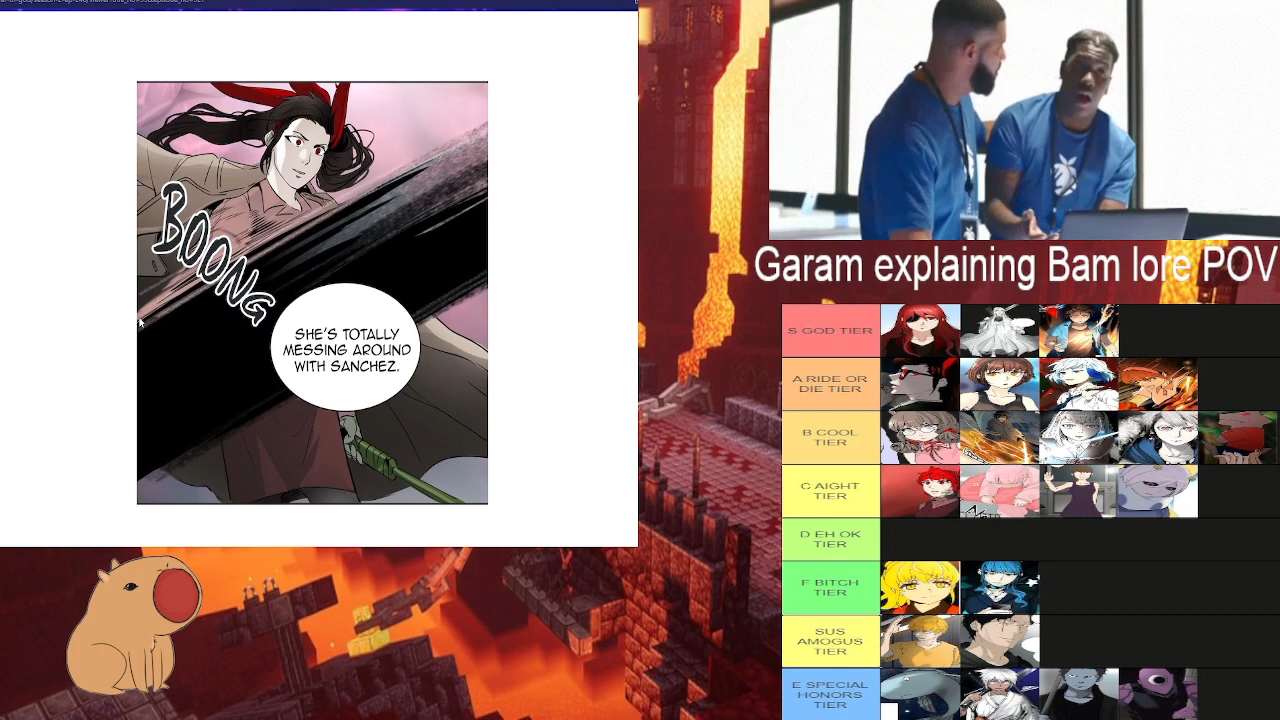 BOONG
SHE'S TOTALLY
MESSING AROUND
WITH SANCHEZ.
Garam explaining Bam lore POV
S GOD TIER
A RIDE OR
DIE TIER
B COOL
TIER
C AIGHT
TIER
D EH OK
TIER
F BITCH
TIER
SUS
AMOGUS
TIER
E SPECIAL
HONORS
TIER